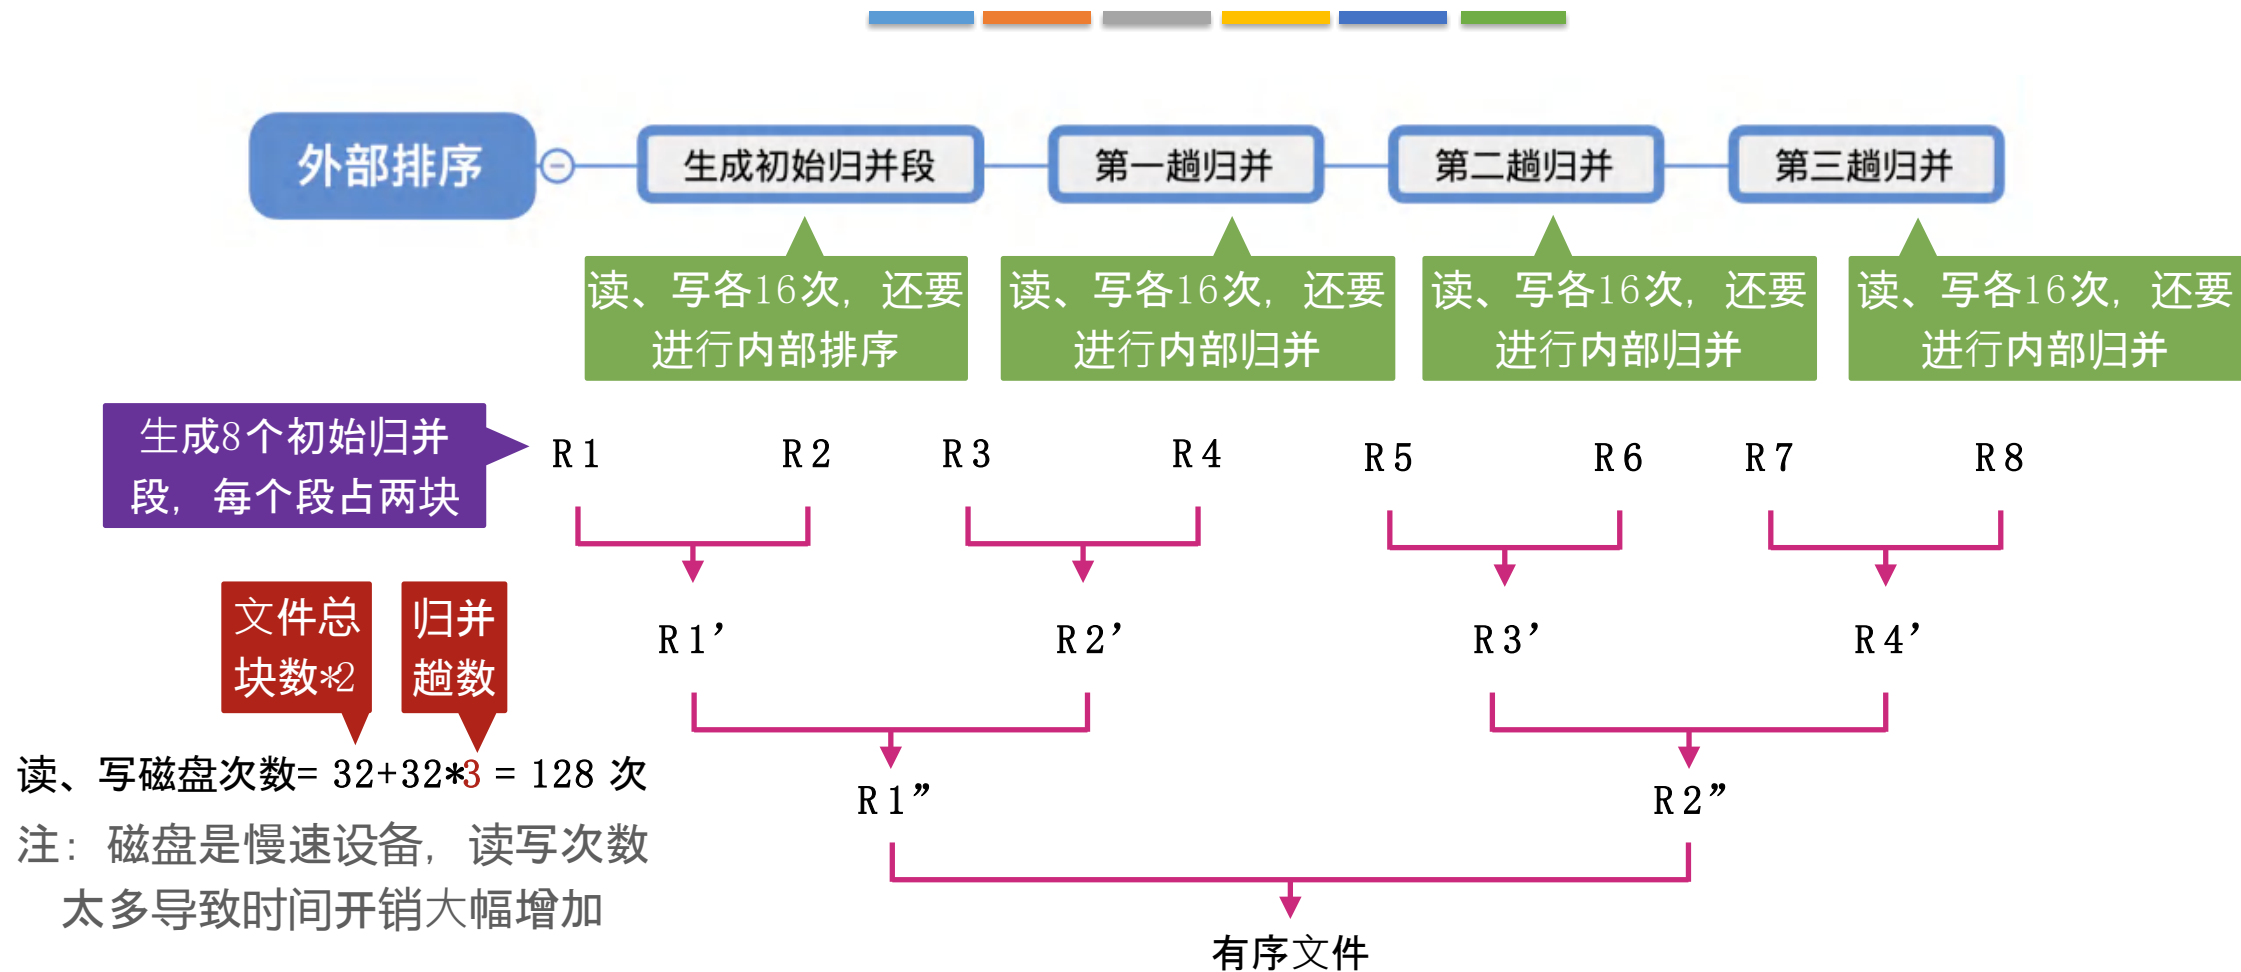 外部排序
生成初始归并段
第一趟归并
第二趟归并
第三趟归并
读、写各16次，还要
进行内部排序
读、写各16次，还要
进行内部归并
读、写各16次，还要
进行内部归并
读、写各16次，还要
进行内部归并
生成8个初始归并
段，每个段占两块
R1
R2
R3
R4
R5
R6
R7
R8
文件总
块数*2
归并
趟数
R1’
R2’
R3’
R4’
读、写磁盘次数= 32+32*3 = 128 次
R1”
R2”
注：磁盘是慢速设备，读写次数
太多导致时间开销大幅增加
有序文件